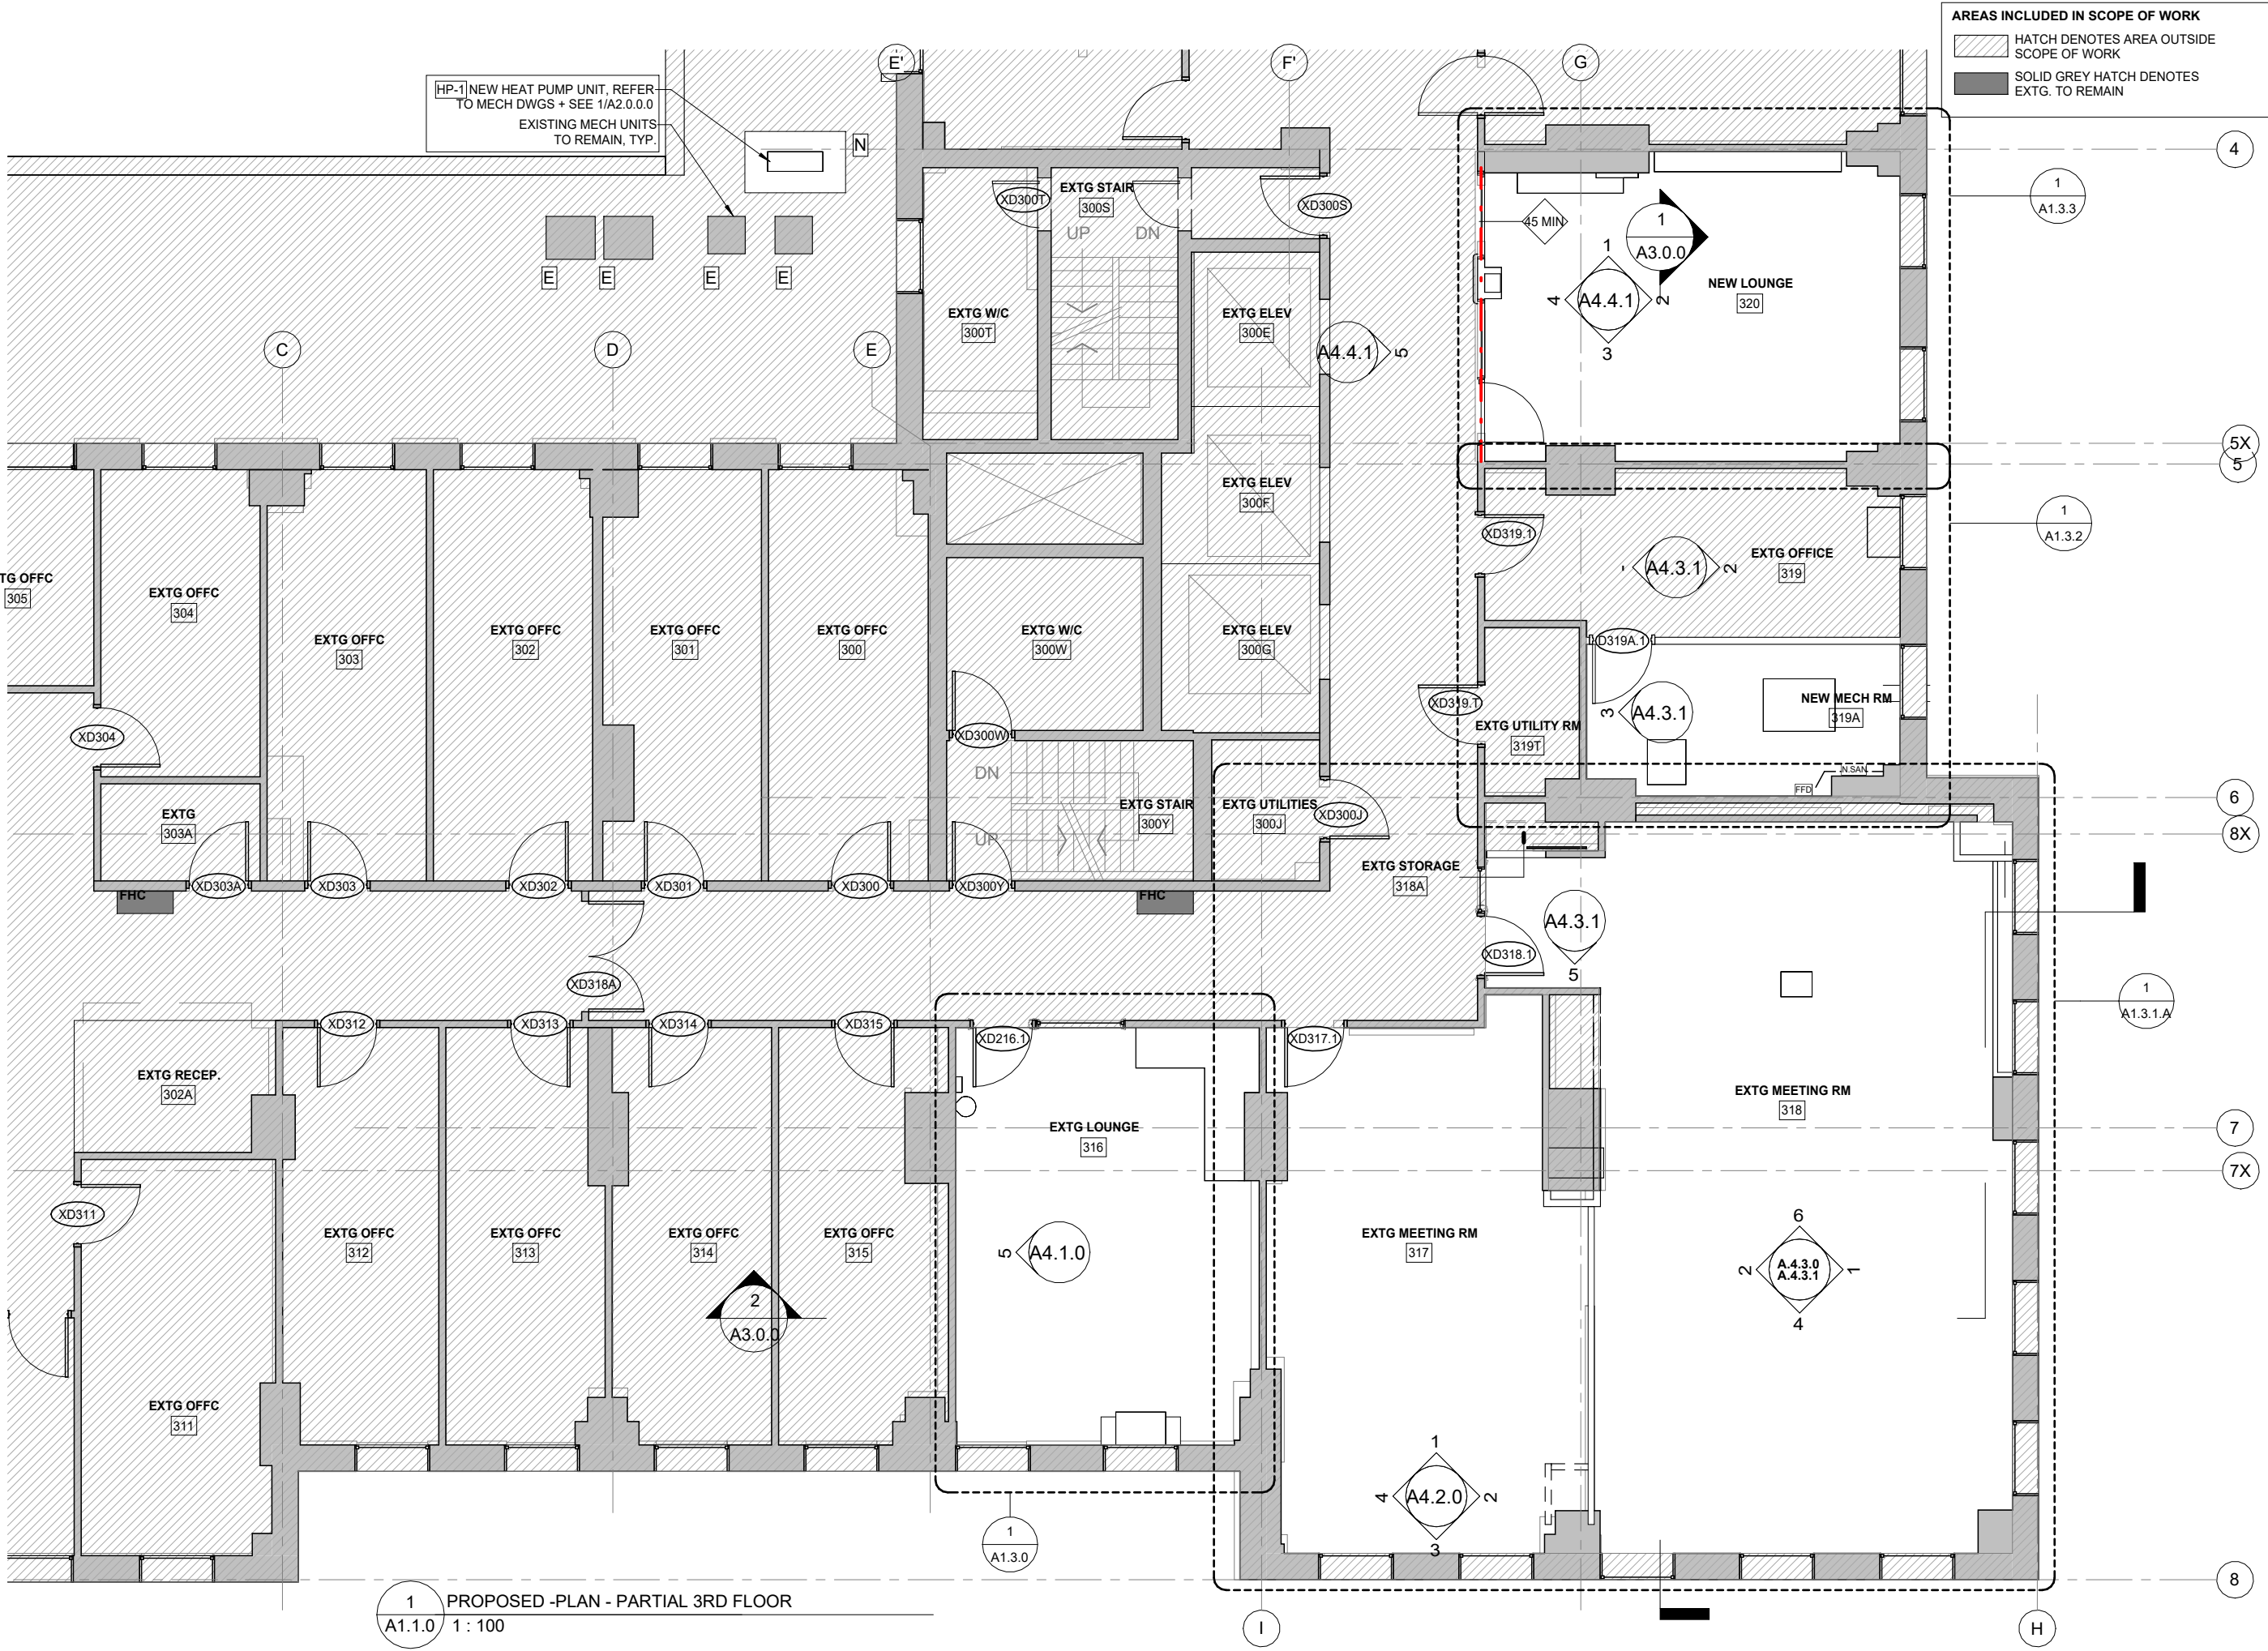 AREAS INCLUDED IN SCOPE OF WORK
HATCH DENOTES AREA OUTSIDE
SCOPE OF WORK
SOLID GREY HATCH DENOTES
EXTG. TO REMAIN
E'
F'
G
HP-1 NEW HEAT PUMP UNIT, REFER
TO MECH DWGS + SEE 1/A2.0.0.0
EXISTING MECH UNITS
TO REMAIN, TYP.
N
4
1
A1.3.3
XD300T
EXTG STAIR
300S
UP
DN
XD300S
45 MIN
1
A3.0.0
E
E
E
E
1
A4.4.1
2
3
4
NEW LOUNGE
320
EXTG W/C
300T
EXTG ELEV
300E
A4.4.1
5
C
D
E
5X
5
EXTG ELEV
300F
XD319.1
1
A1.3.2
EXTG OFFICE
319
A4.3.1
2
-
TG OFFC
305
EXTG OFFC
304
EXTG OFFC
303
EXTG OFFC
302
EXTG OFFC
301
EXTG OFFC
300
EXTG W/C
300W
EXTG ELEV
300G
D319A.1
XD319.T
EXTG UTILITY RM
319T
3
A4.3.1
NEW MECH RM
319A
XD304
XD300W
DN
UP
N.SAN
FFD
EXTG STAIR
300Y
EXTG UTILITIES
300J
XD300J
6
8X
EXTG
303A
EXTG STORAGE
318A
XD303A
XD303
XD302
XD301
XD300
XD300Y
FHC
FHC
A4.3.1
5
XD318.1
XD318A
1
A1.3.1.A
XD312
XD313
XD314
XD315
XD216.1
XD317.1
EXTG RECEP.
302A
EXTG MEETING RM
318
EXTG LOUNGE
316
7
7X
XD311
EXTG OFFC
312
EXTG OFFC
313
EXTG OFFC
314
EXTG OFFC
315
5
A4.1.0
EXTG MEETING RM
317
6
2
A.4.3.0
A.4.3.1
1
4
2
A3.0.0
EXTG OFFC
311
1
4
A4.2.0
2
3
1
A1.3.0
8
1
A1.1.0
PROPOSED -PLAN - PARTIAL 3RD FLOOR
1 : 100
I
H